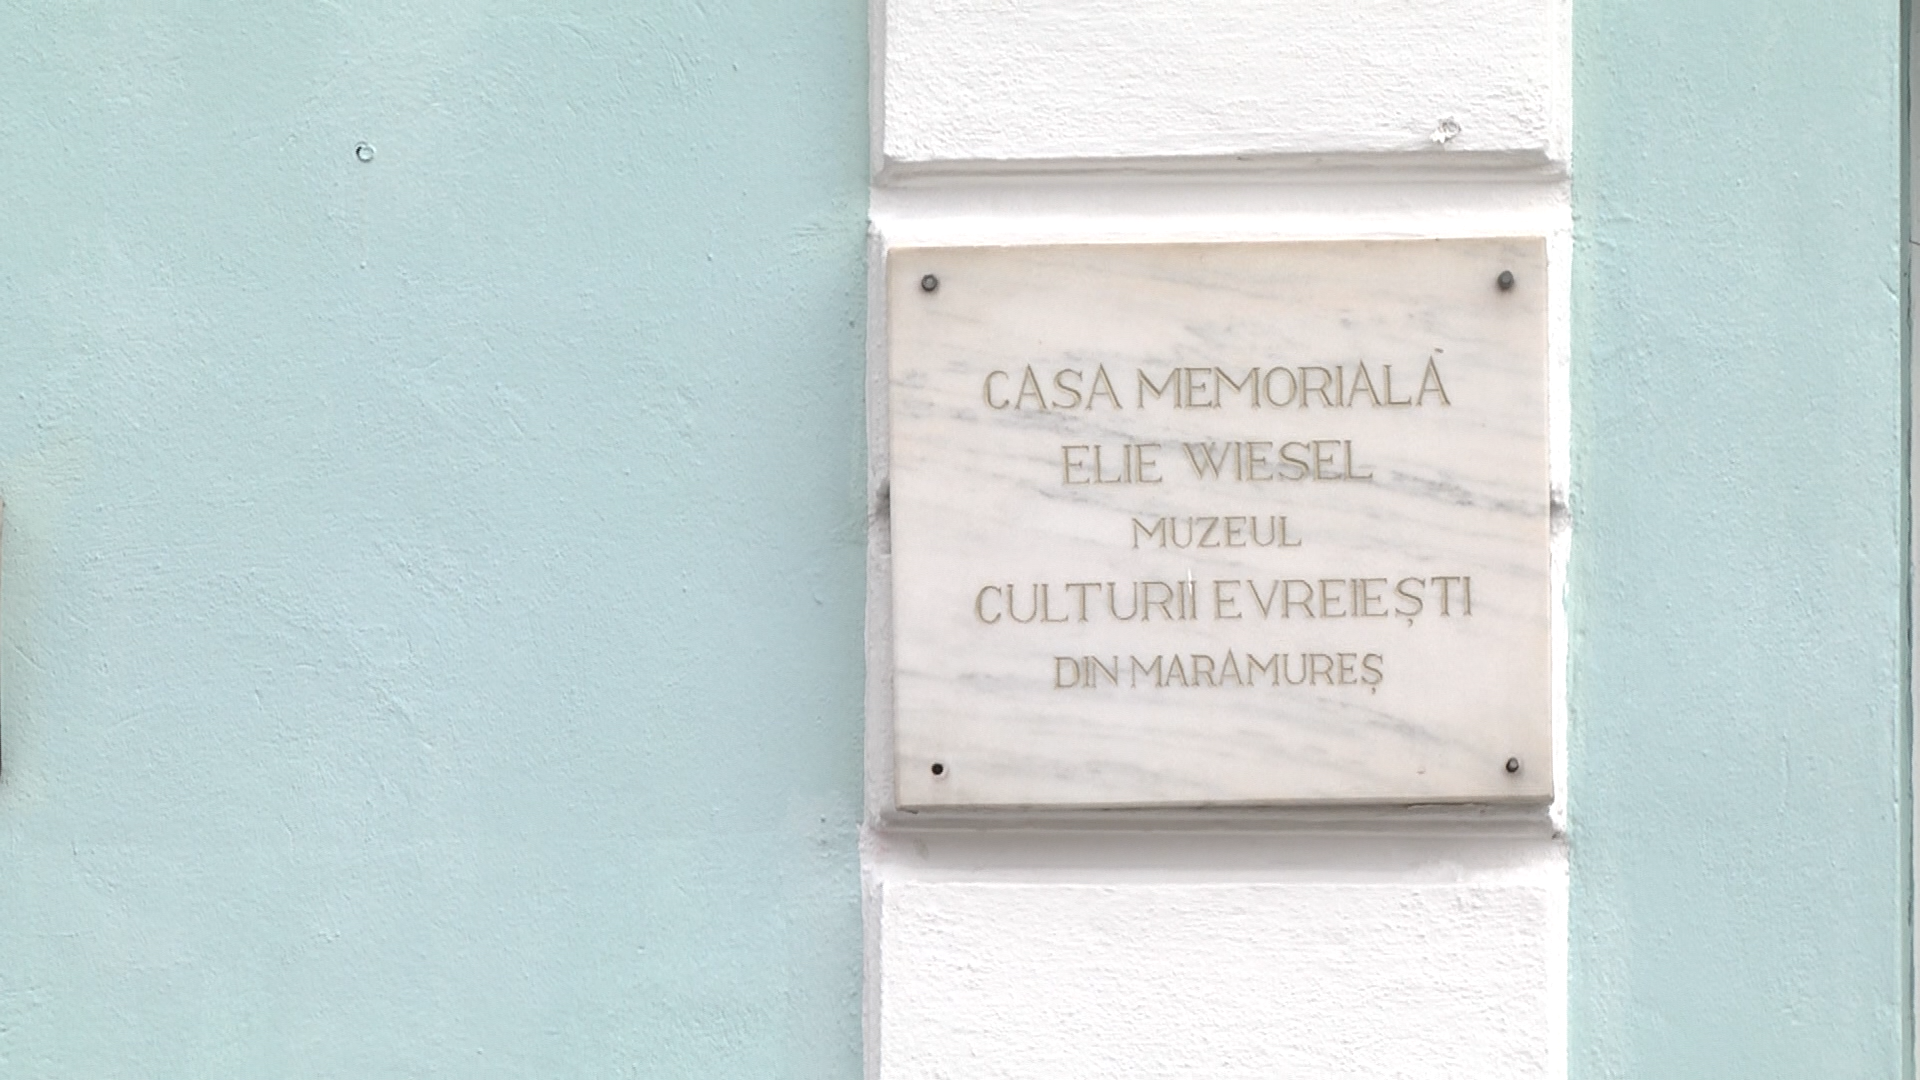 CASA MEMORIALĂ
ELIE WIESEL
MUZEUL
CULTURII EVREIEȘTI
DIN MARAMUREȘ